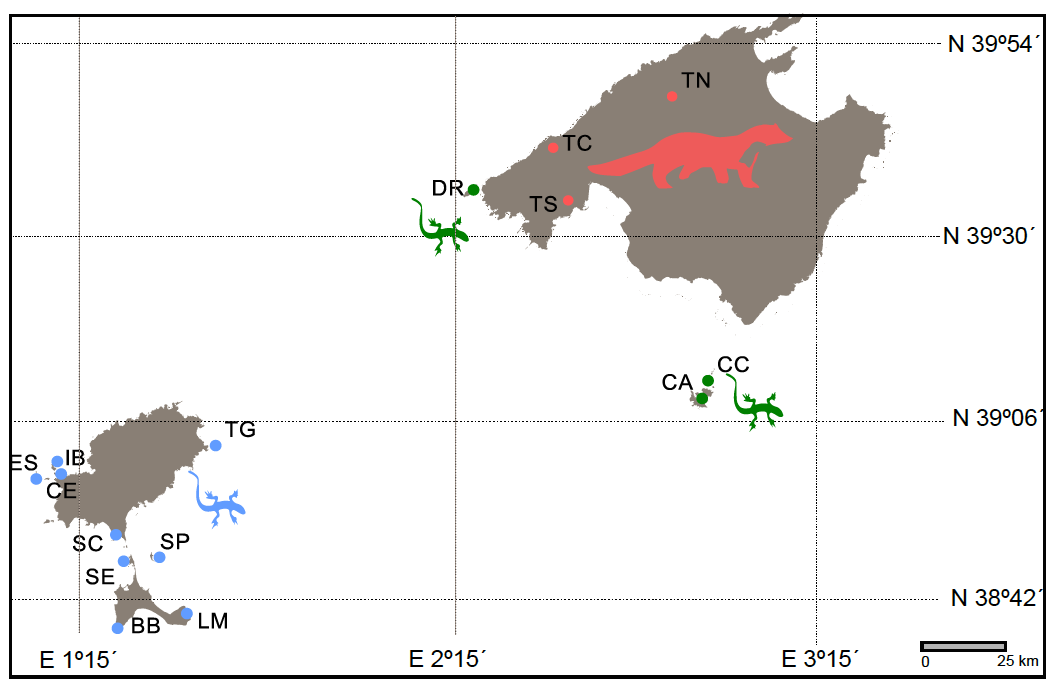 N 39º54´
TN
TC
DR
TS
N 39º30´
CC
CA
N 39º06´
TG
ES
IB
CE
SC
SP
SE
N 38º42´
BB
LM
E 1º15´
E 2º15´
E 3º15´
0
25 km